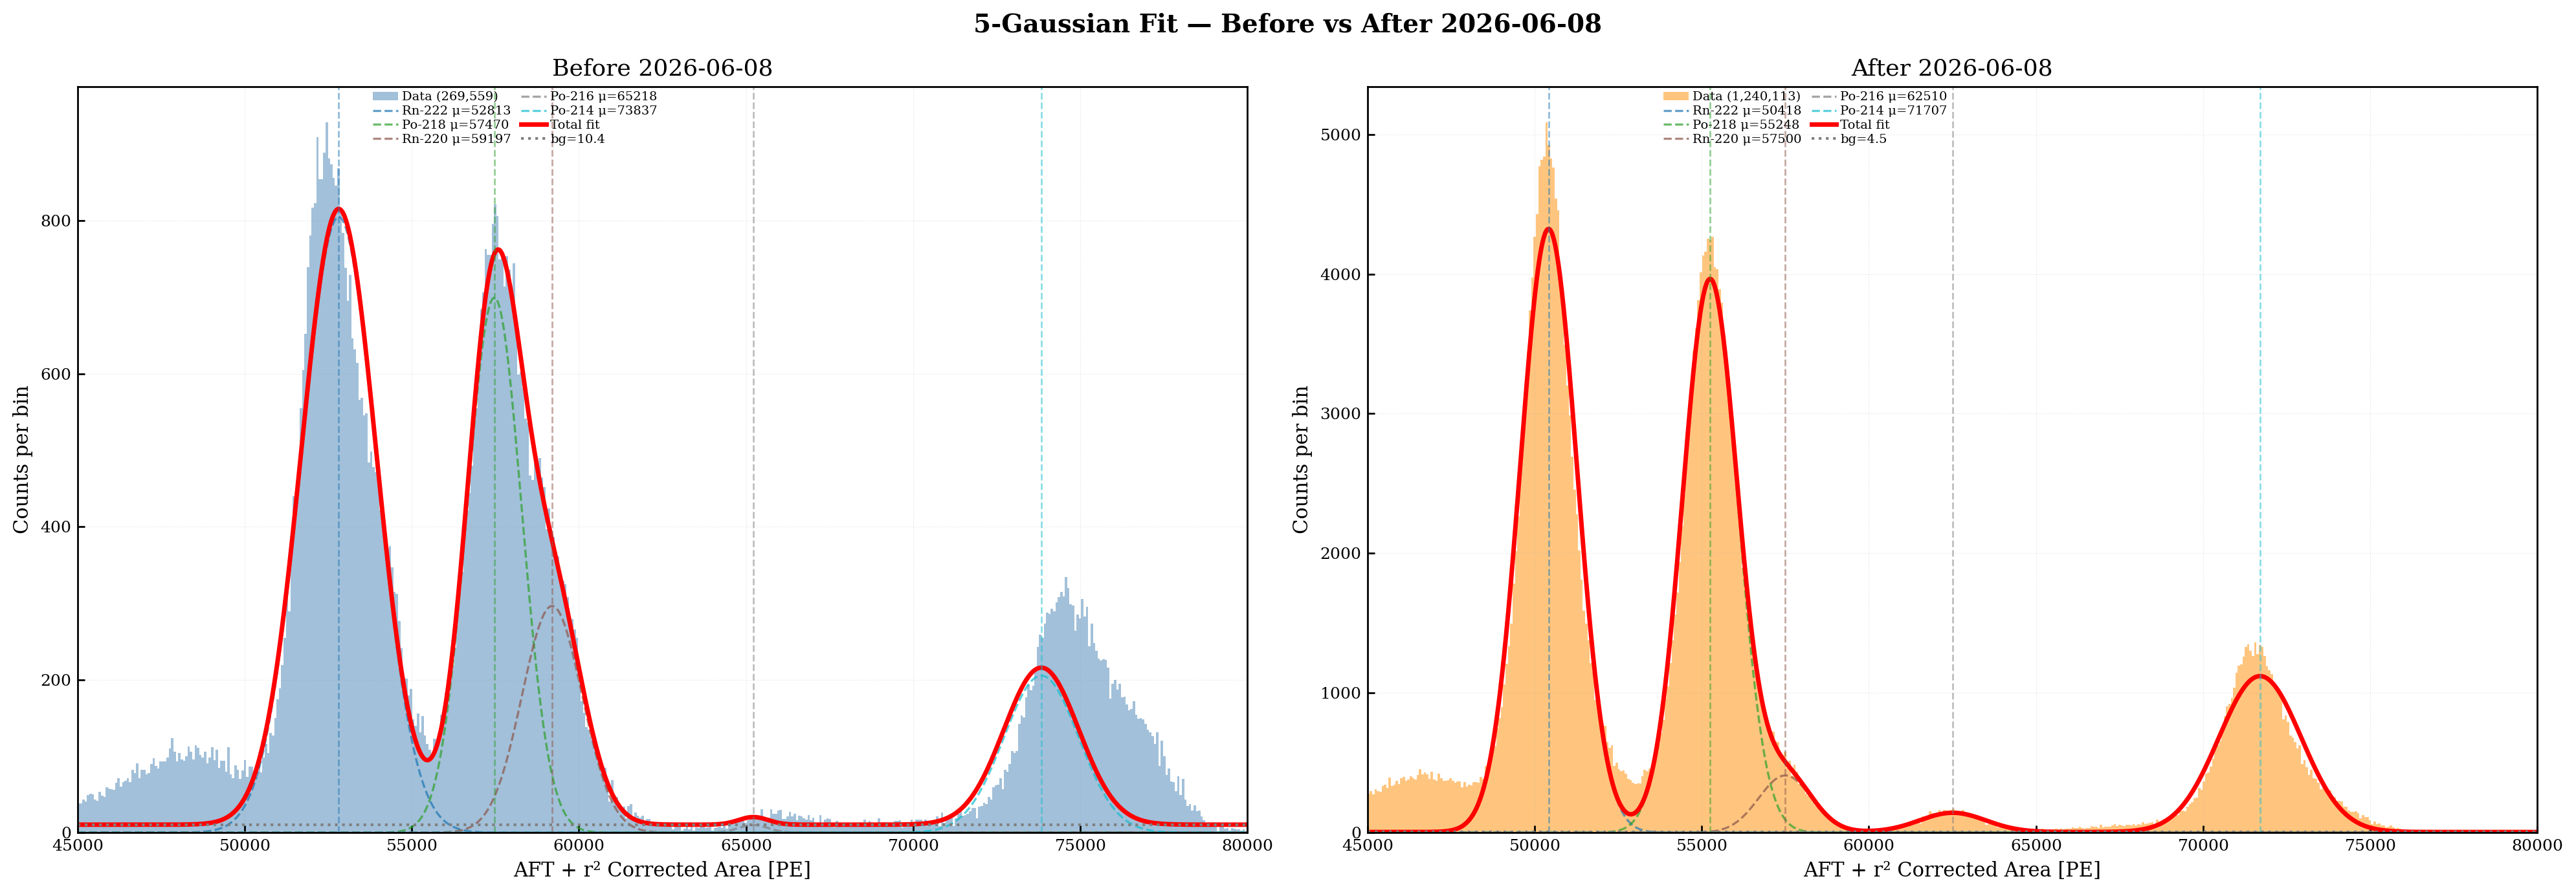 5-Gaussian Fit — Before vs After 2026-06-08
Before 2026-06-08
Data (269,559)
Rn-222 μ=52813
Po-218 μ=57470
Rn-220 μ=59197
Po-216 μ=65218
Po-214 μ=73837
Total fit
bg=10.4
Counts per bin
800
600
400
200
0
45000 50000 55000 60000 65000 70000 75000 80000
AFT + r² Corrected Area [PE]
After 2026-06-08
Data (1,240,113)
Rn-222 μ=50418
Po-218 μ=55248
Rn-220 μ=57500
Po-216 μ=62510
Po-214 μ=71707
Total fit
bg=4.5
Counts per bin
5000
4000
3000
2000
1000
0
45000 50000 55000 60000 65000 70000 75000 80000
AFT + r² Corrected Area [PE]